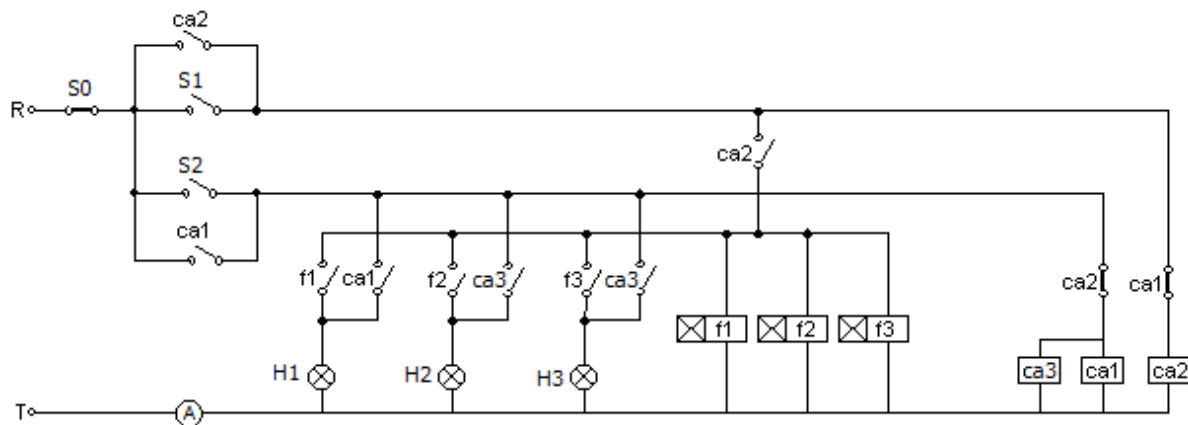 ca2
S0
S1
R
ca2
S2
ca1
f1 ca1 f2 ca3 f3 ca3
ca2 ca1
f1 f2 f3
H1 H2 H3
ca3 ca1 ca2
T A